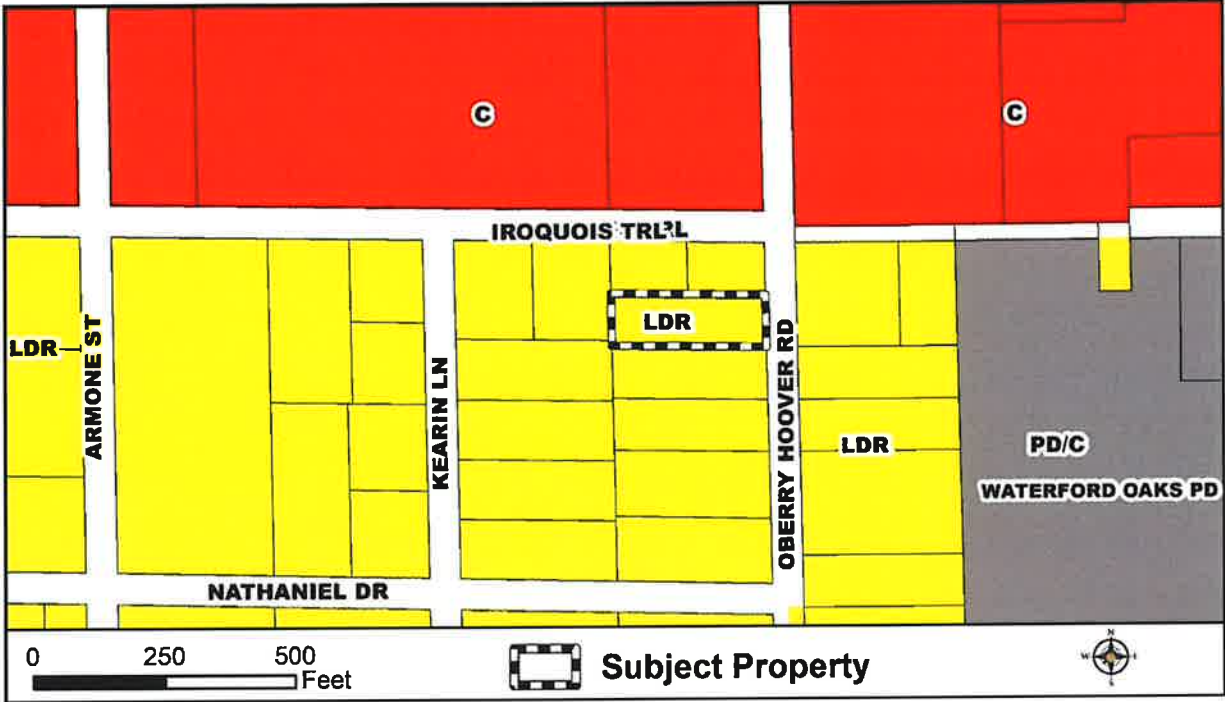 C
C
IROQUOIS TRL
LDR
LDR
ARMONE ST
KEARIN LN
OBERRY HOOVER RD
LDR
PD/C
WATERFORD OAKS PD
NATHANIEL DR
0 250 500
Feet
Subject Property
N
W E
S